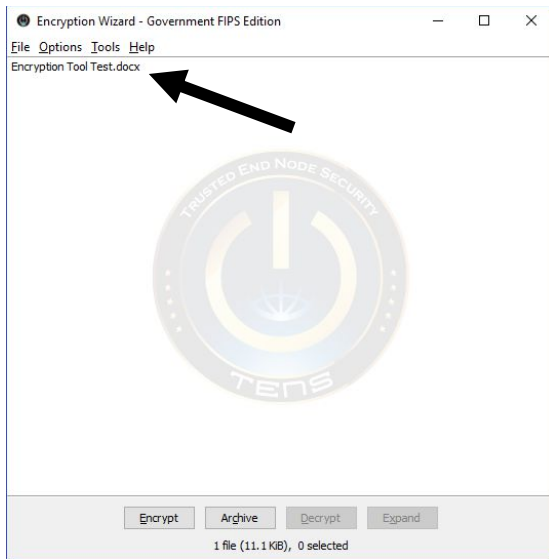 Encryption Wizard - Government FIPS Edition
File Options Tools Help
Encryption Tool Test.docx
TRUSTED END NODE SECURITY
TENS
Encrypt Archive Decrypt Expand
1 file (11.1 KiB), 0 selected